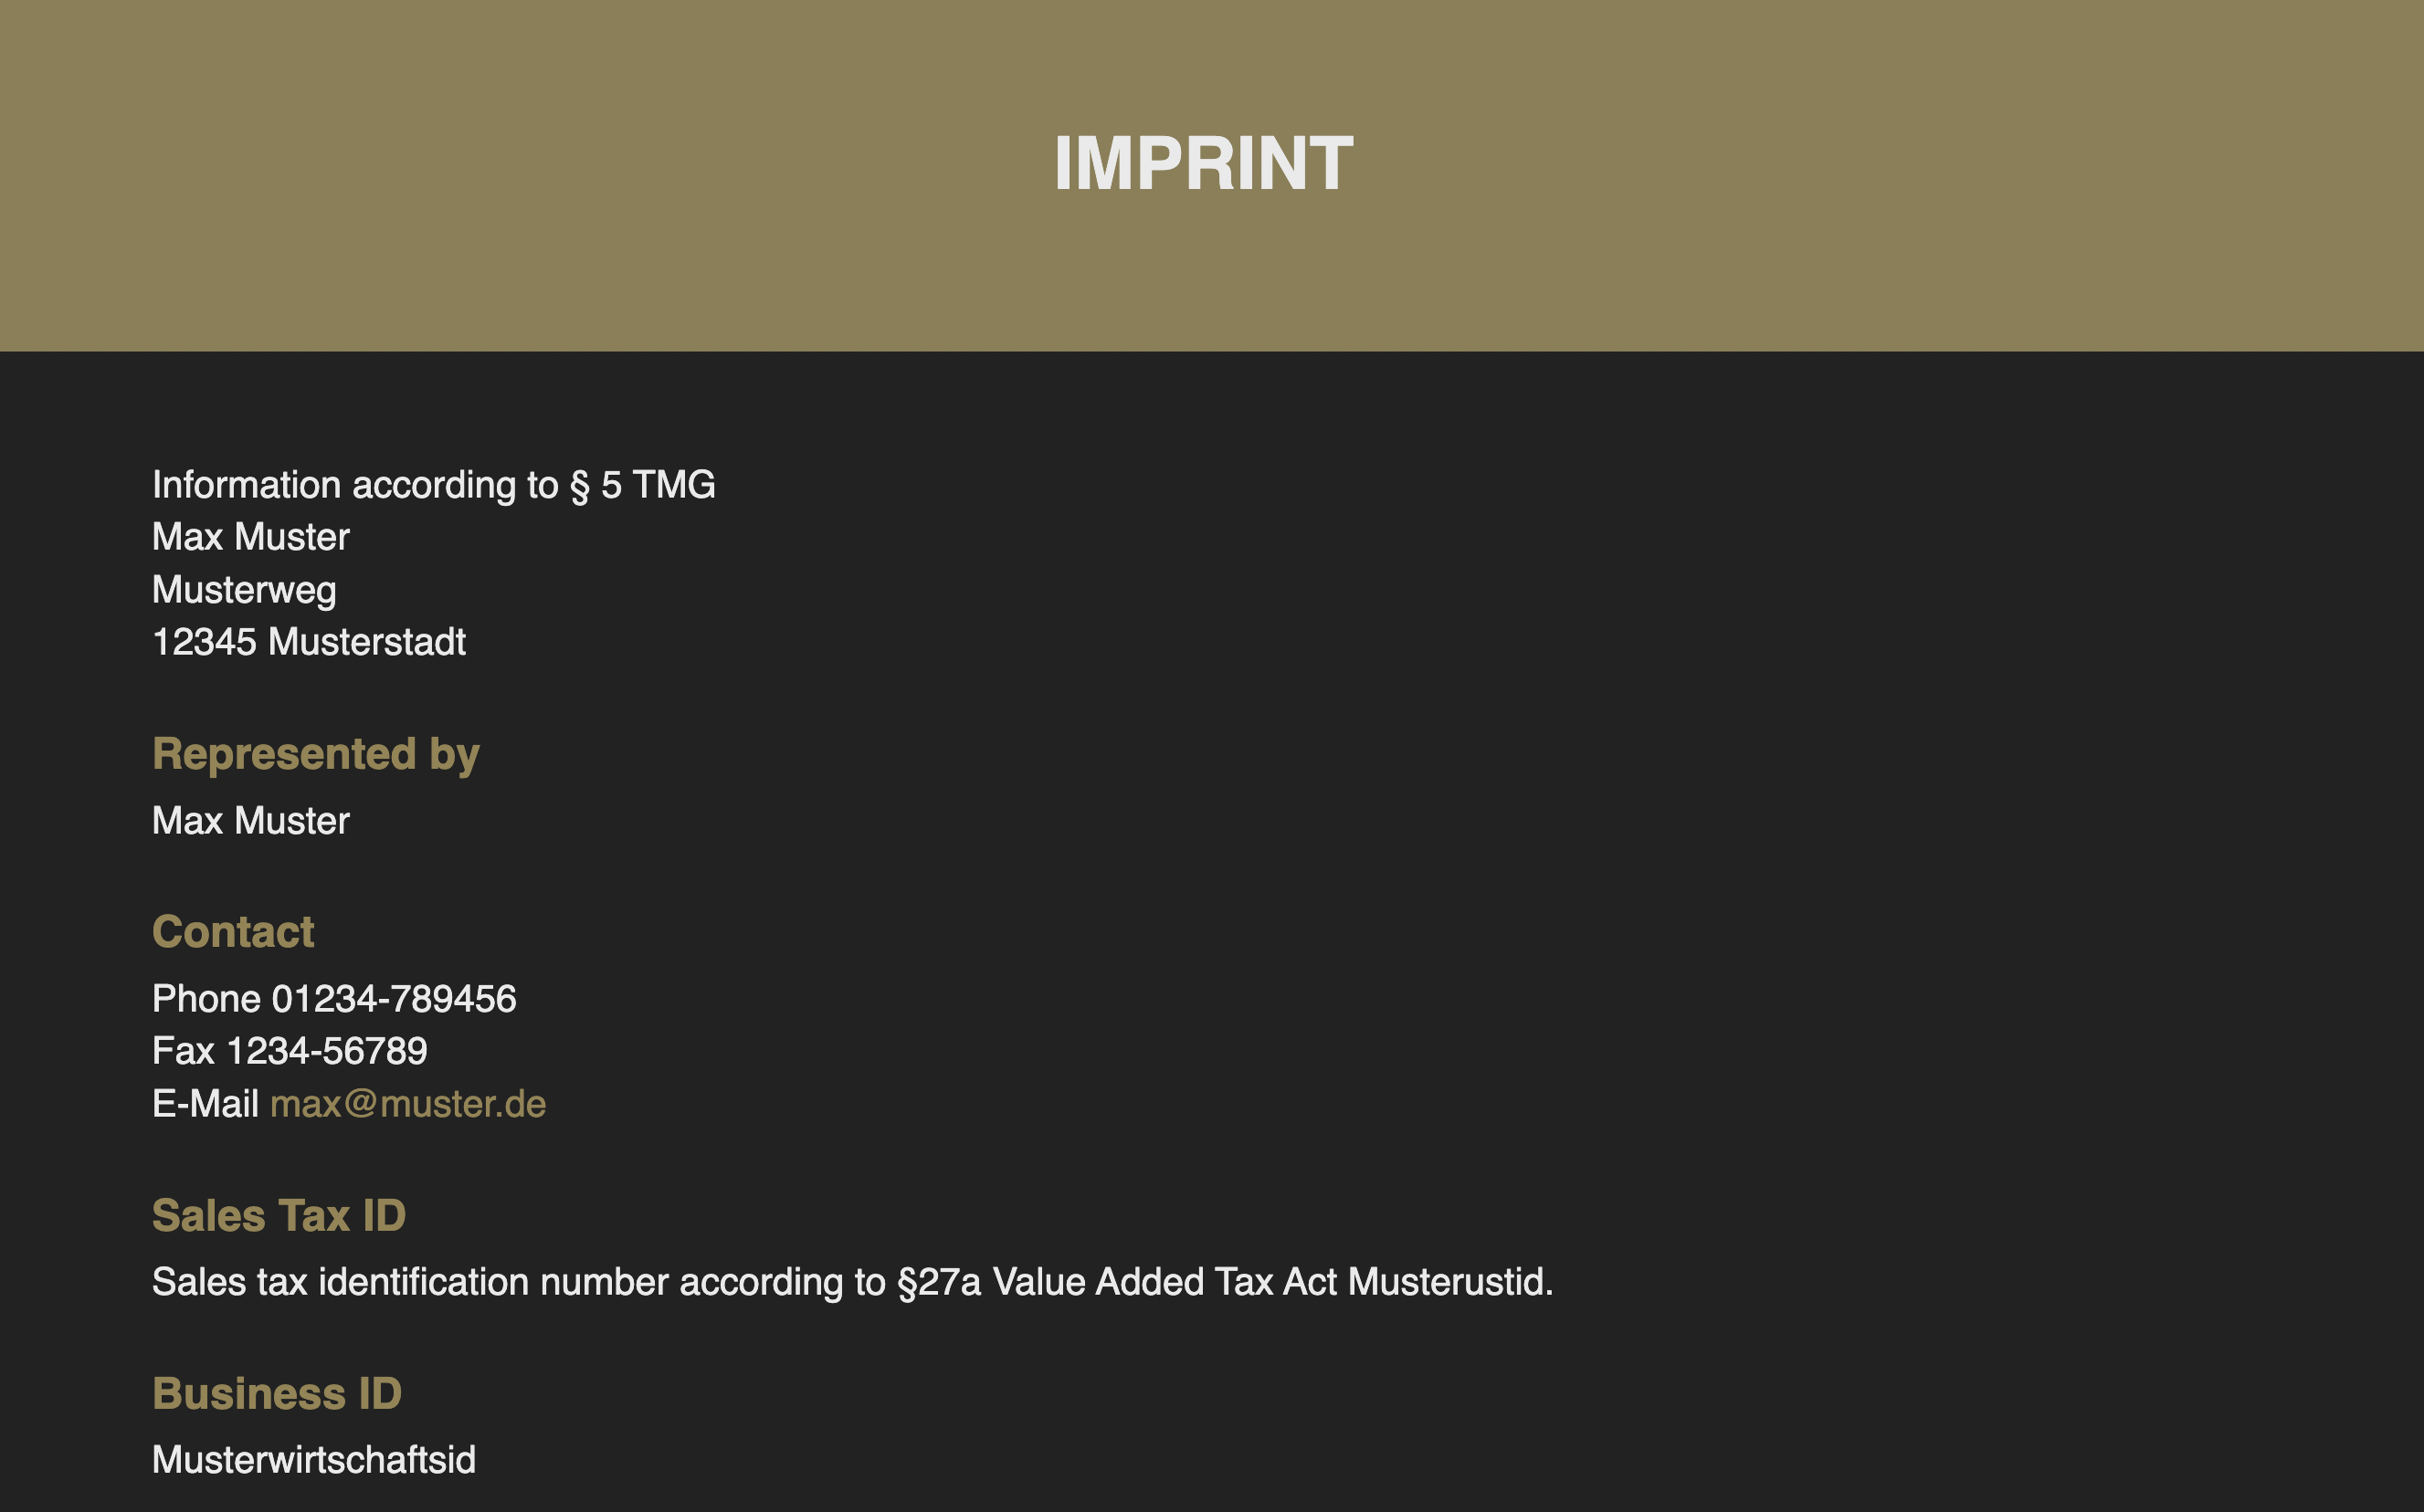 IMPRINT
Information according to § 5 TMG
Max Muster
Musterweg
12345 Musterstadt
Represented by
Max Muster
Contact
Phone 01234-789456
Fax 1234-56789
E-Mail max@muster.de
Sales Tax ID
Sales tax identification number according to §27a Value Added Tax Act Musterustid.
Business ID
Musterwirtschaftsid